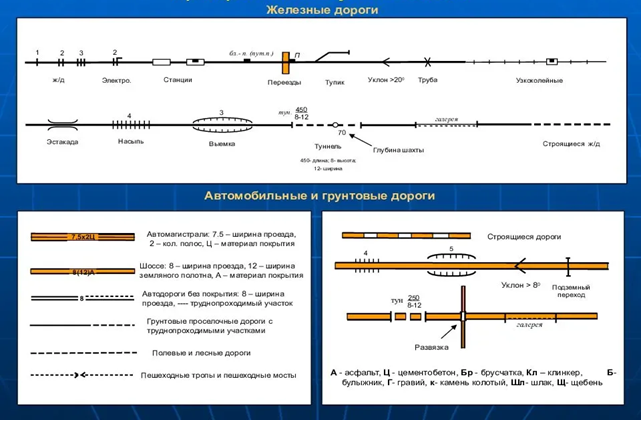 Железные дороги
1 2 3 2 бл.- п. (пут.п.) П
ж/д Электро. Станции Переезды Тупик Уклон >20⁰ Труба Узкоколейные
4 3 тун. 450 8-12 70 галерея
Эстакада Насыпь Выемка Туннель Глубина шахты Строящиеся ж/д
450- длина; 8- высота;
12- ширина
Автомобильные и грунтовые дороги
7,5х2Ц
Автомагистрали: 7.5 – ширина проезда,
2 – кол. полос, Ц – материал покрытия
8(12)А
Шоссе: 8 – ширина проезда, 12 – ширина
земляного полотна, А – материал покрытия
8
Автодороги без покрытия: 8 – ширина
проезда, ---- труднопроходимый участок
Грунтовые проселочные дороги с
труднопроходимыми участками
Полевые и лесные дороги
Пешеходные тропы и пешеходные мосты
Строящиеся дороги
4 5
Уклон > 8⁰
Подземный
переход
тун 250 8-12
галерея
Развязка
А - асфальт, Ц - цементобетон, Бр - брусчатка, Кл – клинкер, Б-
булыжник, Г- гравий, к- камень колотый, Шл- шлак, Щ- щебень